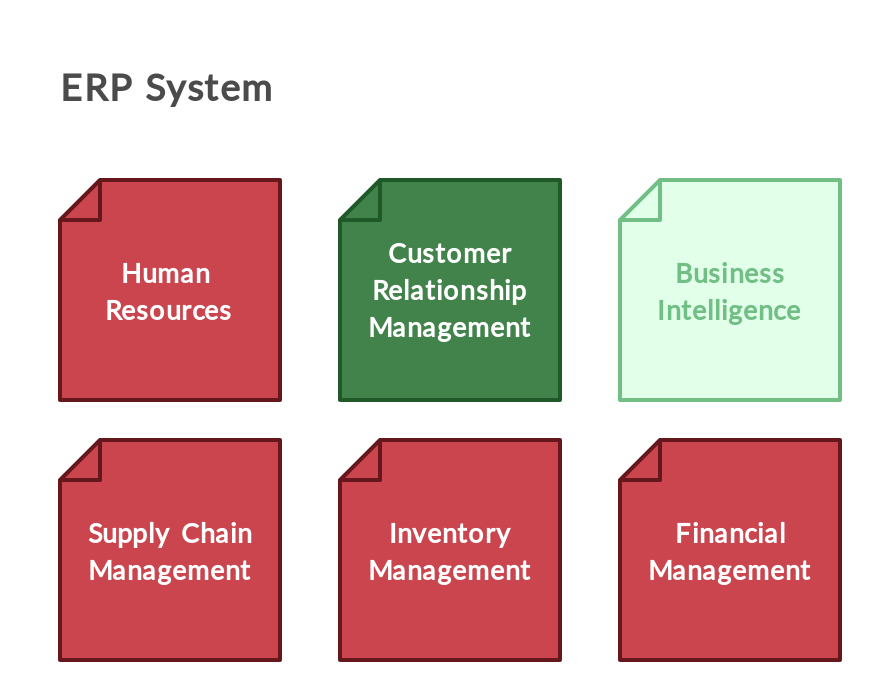 ERP System
Human
Resources
Customer
Relationship
Management
Business
Intelligence
Supply Chain
Management
Inventory
Management
Financial
Management